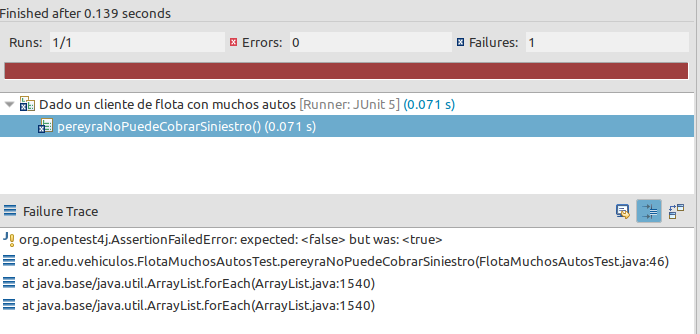 Finished after 0.139 seconds
Runs: 1/1 Errors: 0 Failures: 1
Dado un cliente de flota con muchos autos [Runner: JUnit 5] (0.071 s)
pereyraNoPuedeCobrarSiniestro() (0.071 s)
Failure Trace
org.opentest4j.AssertionFailedError: expected: <false> but was: <true>
at ar.edu.vehiculos.FlotaMuchosAutosTest.pereyraNoPuedeCobrarSiniestro(FlotaMuchosAutosTest.java:46)
at java.base/java.util.ArrayList.forEach(ArrayList.java:1540)
at java.base/java.util.ArrayList.forEach(ArrayList.java:1540)